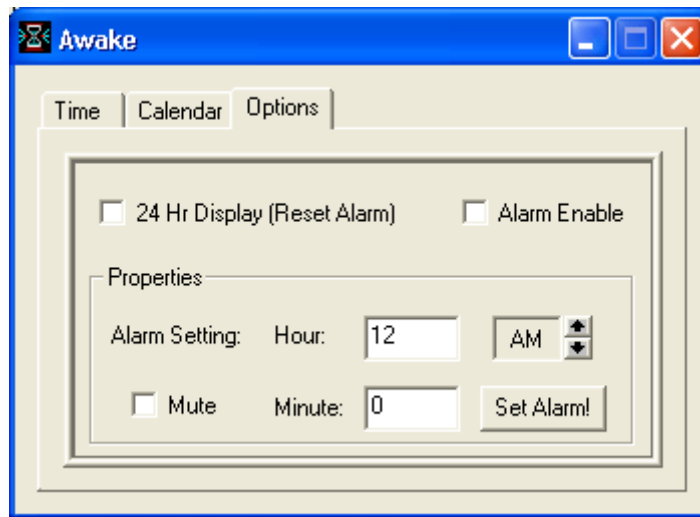 Awake
Time Calendar Options
24 Hr Display (Reset Alarm) Alarm Enable
Properties
Alarm Setting: Hour: 12 AM
Mute Minute: 0 Set Alarm!